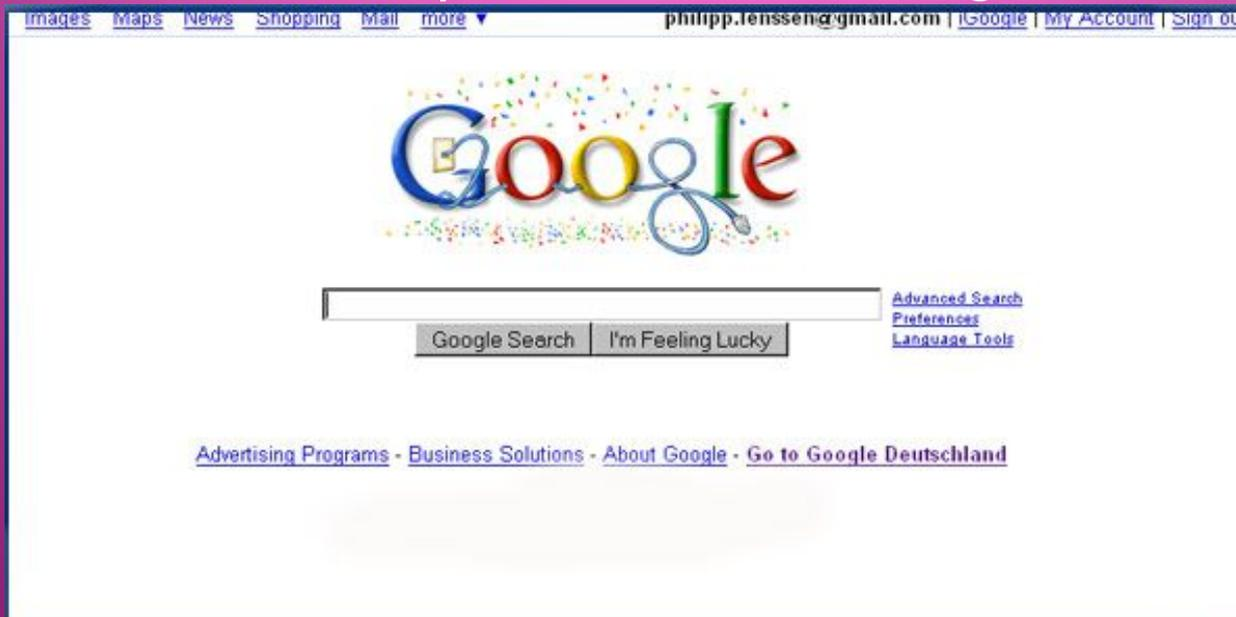 Images Maps News Shopping Mail more ▼ philipp.lenssen@gmail.com | iGoogle | My Account | Sign ou
Google
Advanced Search
Preferences
Language Tools
Google Search I'm Feeling Lucky
Advertising Programs - Business Solutions - About Google - Go to Google Deutschland